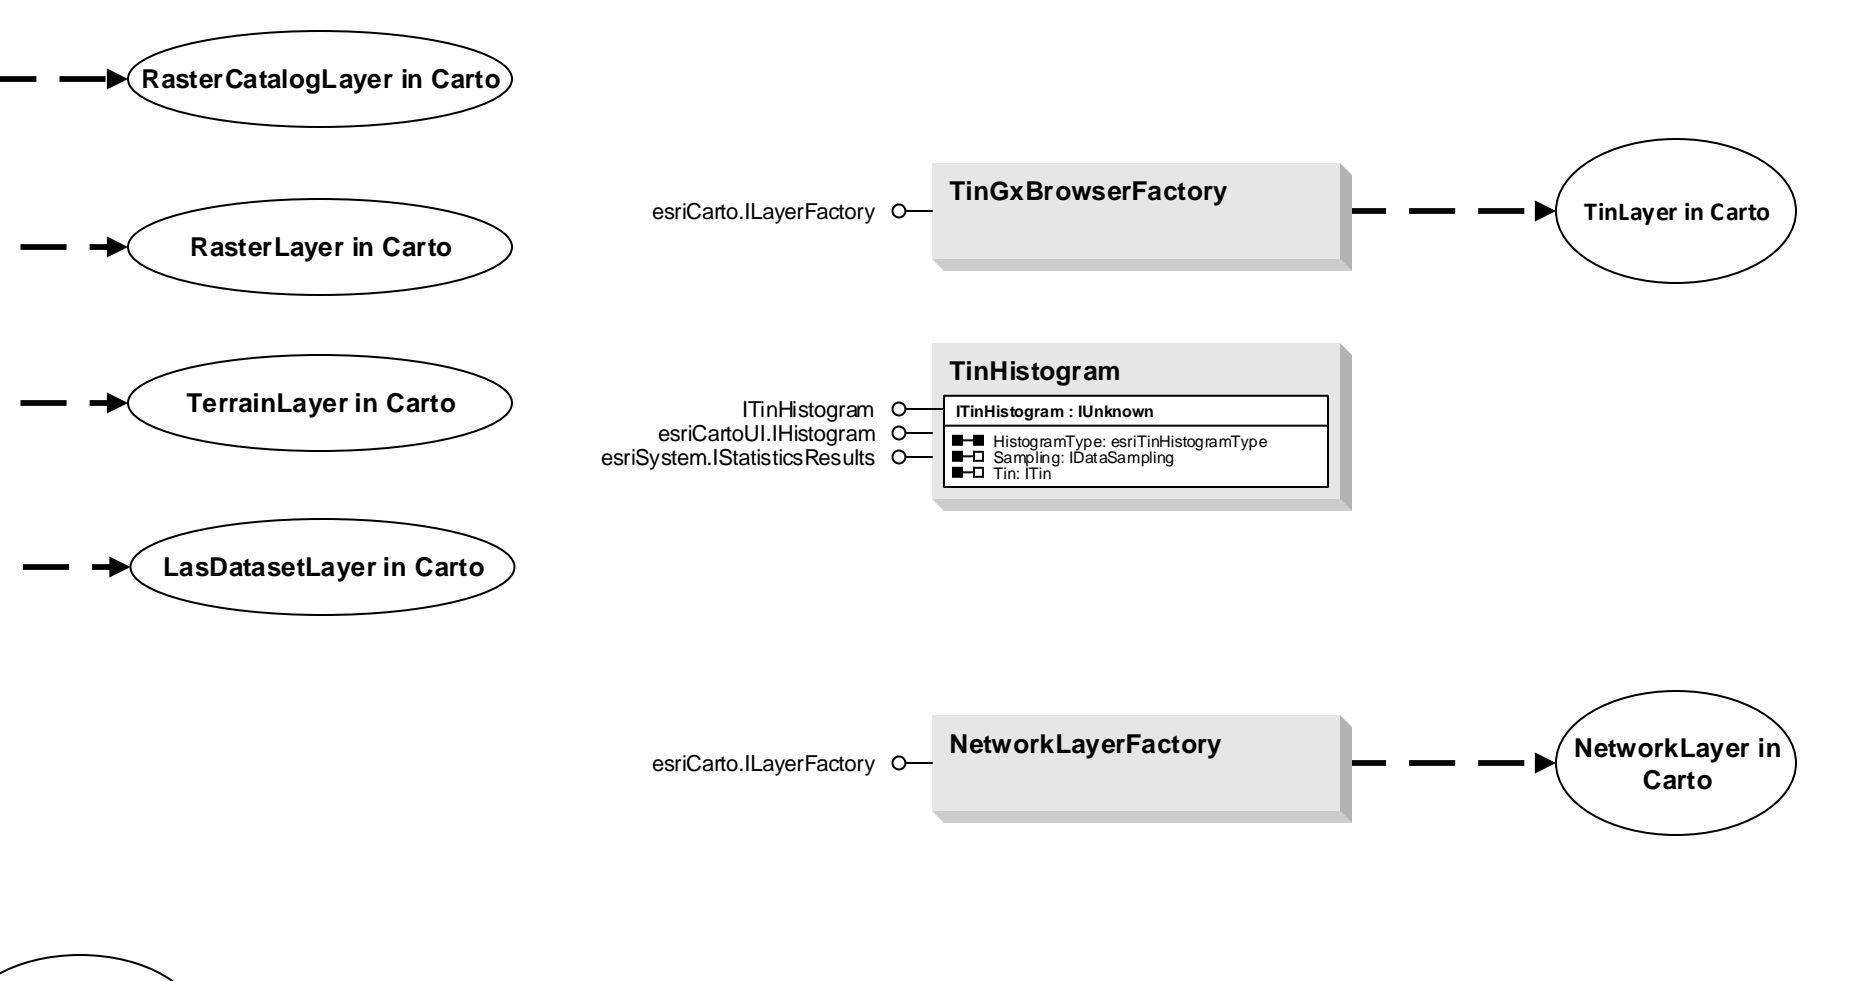 RasterCatalogLayer in Carto
RasterLayer in Carto
TerrainLayer in Carto
LasDatasetLayer in Carto
TinGxBrowserFactory
esriCarto.ILayerFactory
TinLayer in Carto
TinHistogram
ITinHistogram
esriCartoUI.IHistogram
esriSystem.IStatisticsResults
ITinHistogram : IUnknown
HistogramType: esriTinHistogramType
Sampling: IDataSampling
Tin: ITin
NetworkLayerFactory
esriCarto.ILayerFactory
NetworkLayer in
Carto